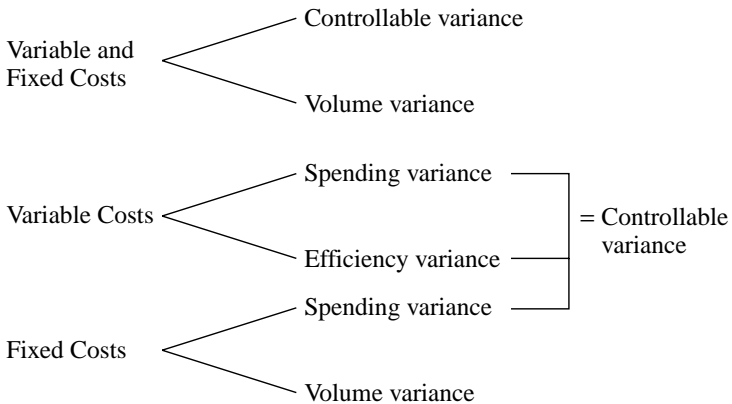 Controllable variance
Variable and
Fixed Costs
Volume variance
Spending variance
Variable Costs
= Controllable
variance
Efficiency variance
Spending variance
Fixed Costs
Volume variance